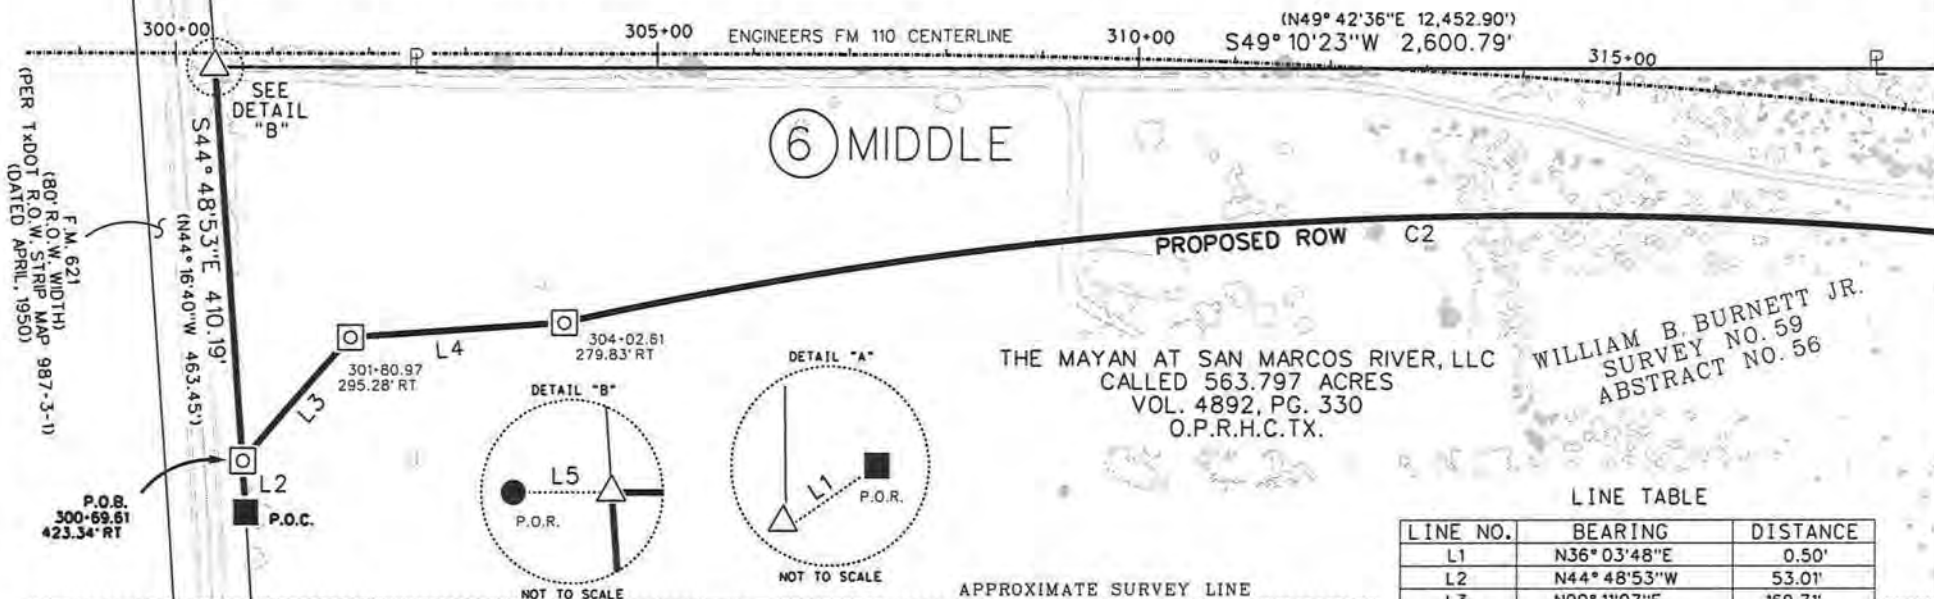 300+00
305+00
ENGINEERS FM 110 CENTERLINE
310+00
(N49° 42'36"E 12,452.90')
S49° 10'23"W 2,600.79'
315+00
SEE
DETAIL
"B"
6 MIDDLE
S44° 48'53"E 410.19'
(N44° 16'40"W 463.45')
F.M. 621
(80' R.O.W. WIDTH)
(PER TxDOT R.O.W. STRIP MAP 987-3-1)
(DATED APRIL, 1950)
PROPOSED ROW C2
L4
L3
301+80.97
295.28' RT
304+02.61
279.83' RT
WILLIAM B. BURNETT JR.
SURVEY NO. 59
ABSTRACT NO. 56
THE MAYAN AT SAN MARCOS RIVER, LLC
CALLED 563.797 ACRES
VOL. 4892, PG. 330
O.P.R.H.C.TX.
L2
P.O.B.
300+69.61
423.34' RT
P.O.C.
DETAIL "B"
L5
P.O.R.
NOT TO SCALE
DETAIL "A"
L1
P.O.R.
NOT TO SCALE
APPROXIMATE SURVEY LINE
LINE TABLE
LINE NO. BEARING DISTANCE
L1 N36° 03'48"E 0.50'
L2 N44° 48'53"W 53.01'